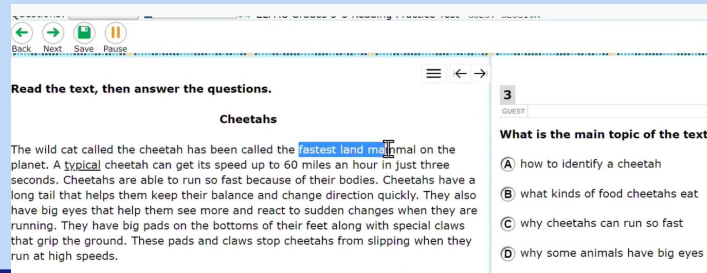 Back Next Save Pause
Read the text, then answer the questions.
Cheetahs
The wild cat called the cheetah has been called the fastest land mammal on the
planet. A typical cheetah can get its speed up to 60 miles an hour in just three
seconds. Cheetahs are able to run so fast because of their bodies. Cheetahs have a
long tail that helps them keep their balance and change direction quickly. They also
have big eyes that help them see more and react to sudden changes when they are
running. They have big pads on the bottoms of their feet along with special claws
that grip the ground. These pads and claws stop cheetahs from slipping when they
run at high speeds.
3
GUEST
What is the main topic of the text
A how to identify a cheetah
B what kinds of food cheetahs eat
C why cheetahs can run so fast
D why some animals have big eyes